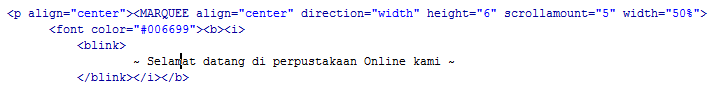 <p align="center"><MARQUEE align="center" direction="width" height="6" scrollamount="5" width="50%">
<font color="#006699"><b><i>
<blink>
~ Selamat datang di perpustakaan Online kami ~
</blink></i></b>